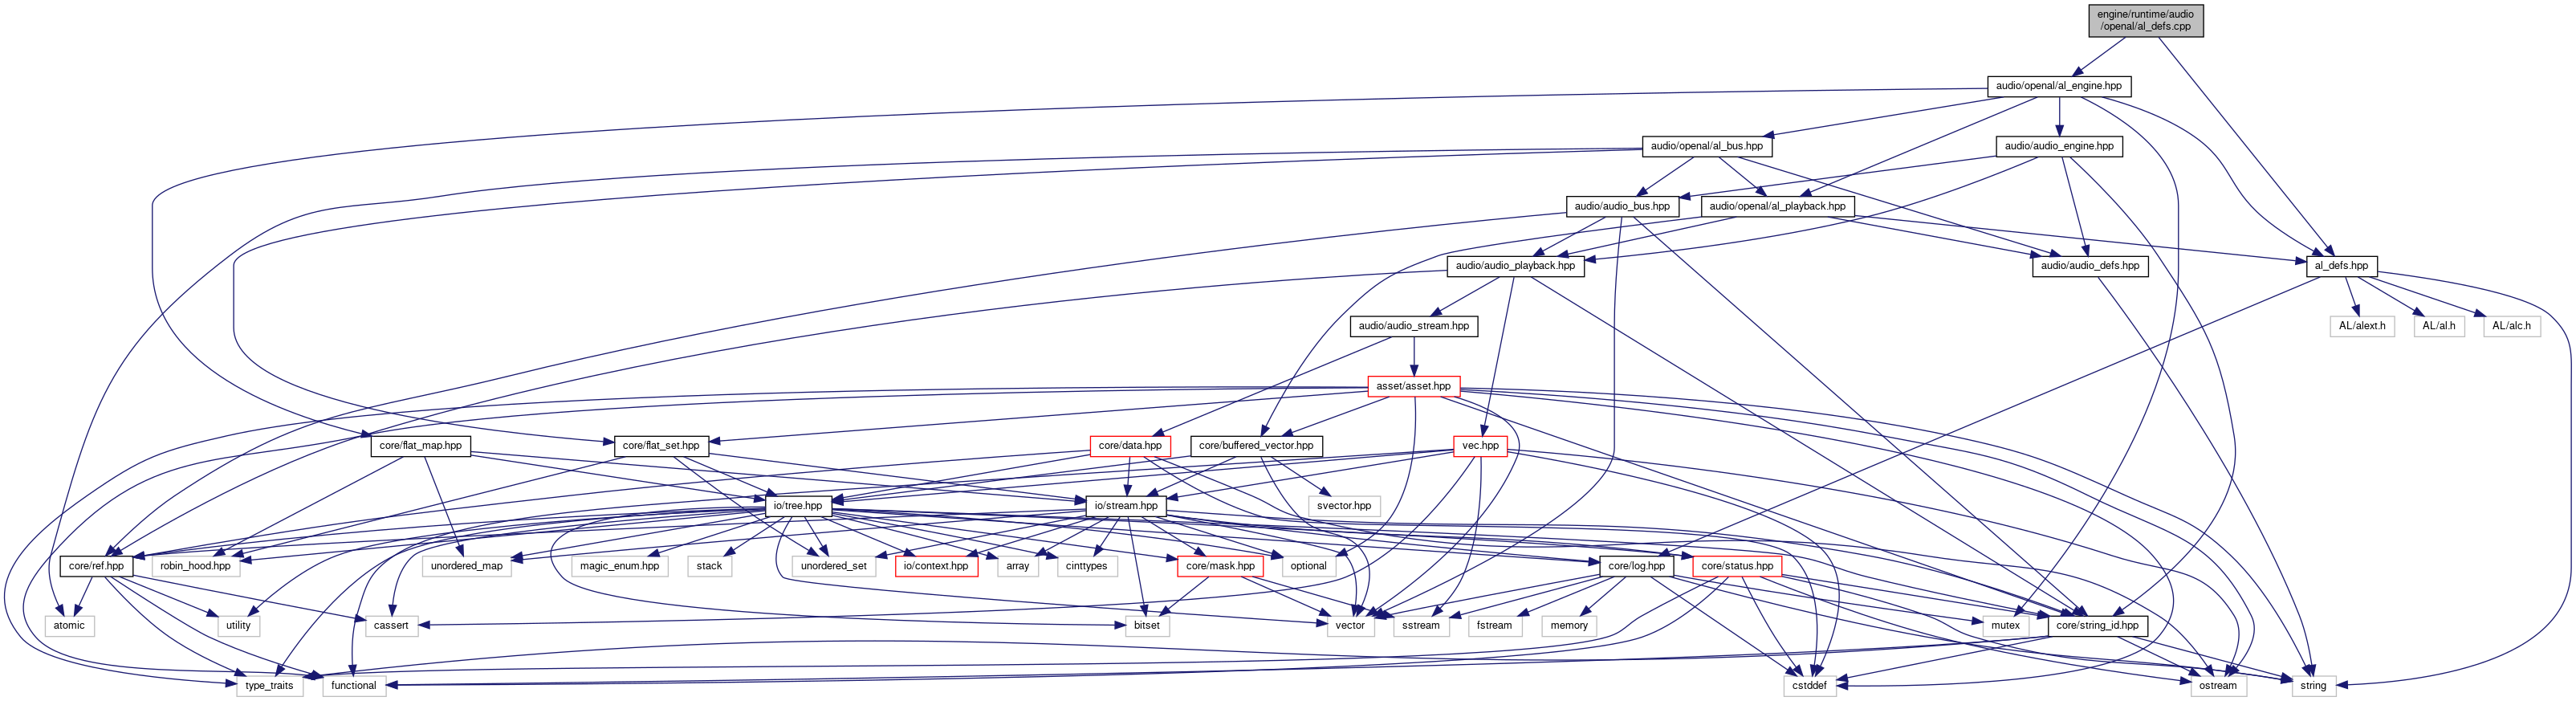 engine/runtime/audio
/openal/al_defs.cpp
audio/openal/al_engine.hpp
audio/openal/al_bus.hpp
audio/audio_engine.hpp
audio/audio_bus.hpp
audio/openal/al_playback.hpp
audio/audio_playback.hpp
audio/audio_defs.hpp
al_defs.hpp
audio/audio_stream.hpp
AL/alext.h
AL/al.h
AL/alc.h
asset/asset.hpp
core/flat_map.hpp
core/flat_set.hpp
core/data.hpp
core/buffered_vector.hpp
vec.hpp
io/tree.hpp
io/stream.hpp
svector.hpp
core/ref.hpp
robin_hood.hpp
unordered_map
magic_enum.hpp
stack
unordered_set
io/context.hpp
array
cinttypes
core/mask.hpp
optional
core/log.hpp
core/status.hpp
atomic
utility
cassert
bitset
vector
sstream
fstream
memory
mutex
core/string_id.hpp
type_traits
functional
cstddef
ostream
string